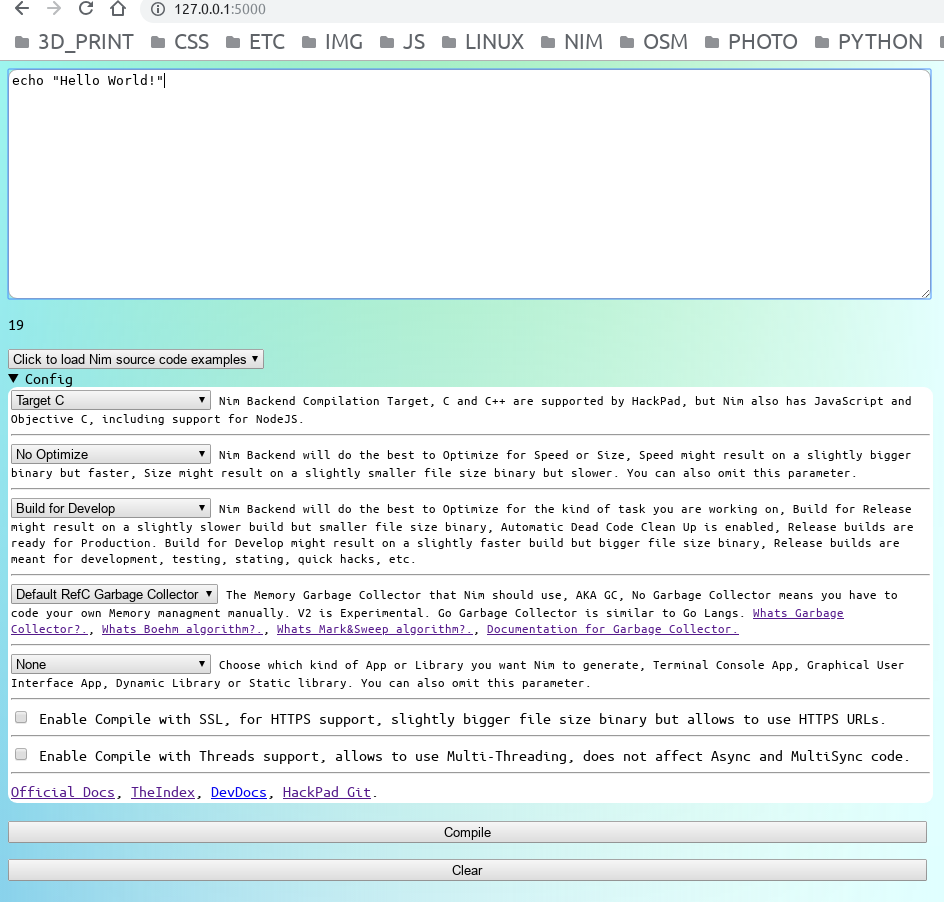 127.0.0.1:5000
3D_PRINT CSS ETC IMG JS LINUX NIM OSM PHOTO PYTHON
echo "Hello World!"
19
Click to load Nim source code examples
Config
Target C Nim Backend Compilation Target, C and C++ are supported by HackPad, but Nim also has JavaScript and
Objective C, including support for NodeJS.
No Optimize Nim Backend will do the best to Optimize for Speed or Size, Speed might result on a slightly bigger
binary but faster, Size might result on a slightly smaller file size binary but slower. You can also omit this parameter.
Build for Develop Nim Backend will do the best to Optimize for the kind of task you are working on, Build for Release
might result on a slightly slower build but smaller file size binary, Automatic Dead Code Clean Up is enabled, Release builds are
ready for Production. Build for Develop might result on a slightly faster build but bigger file size binary, Release builds are
meant for development, testing, stating, quick hacks, etc.
Default RefC Garbage Collector The Memory Garbage Collector that Nim should use, AKA GC, No Garbage Collector means you have to
code your own Memory managment manually. V2 is Experimental. Go Garbage Collector is similar to Go Langs. Whats Garbage
Collector?., Whats Boehm algorithm?., Whats Mark&Sweep algorithm?., Documentation for Garbage Collector.
None Choose which kind of App or Library you want Nim to generate, Terminal Console App, Graphical User
Interface App, Dynamic Library or Static library. You can also omit this parameter.
Enable Compile with SSL, for HTTPS support, slightly bigger file size binary but allows to use HTTPS URLs.
Enable Compile with Threads support, allows to use Multi-Threading, does not affect Async and MultiSync code.
Official Docs, TheIndex, DevDocs, HackPad Git.
Compile
Clear